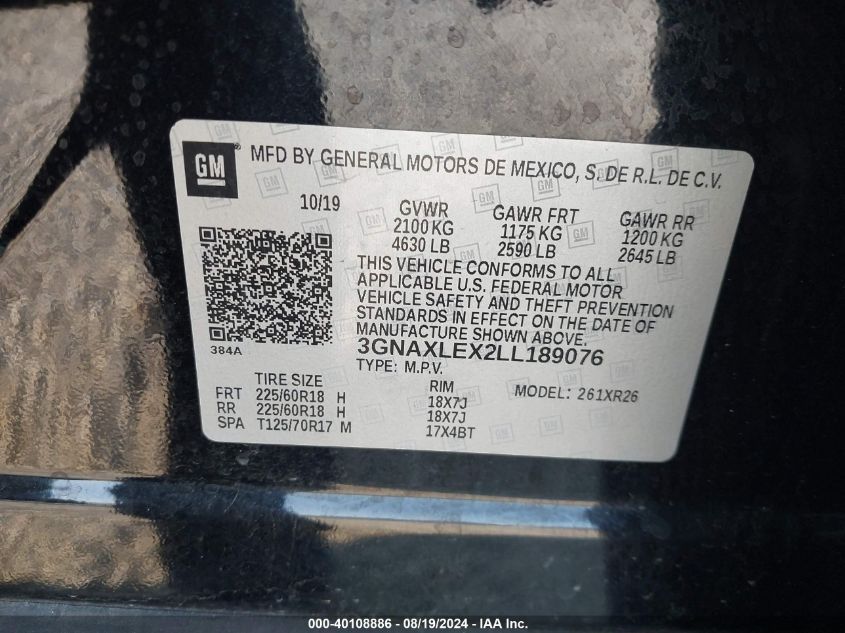 GM MFD BY GENERAL MOTORS DE MEXICO, S. DE R.L. DE C.V.
10/19
GVWR GAWR FRT GAWR RR
2100 KG 1175 KG 1200 KG
4630 LB 2590 LB 2645 LB
THIS VEHICLE CONFORMS TO ALL
APPLICABLE U.S. FEDERAL MOTOR
VEHICLE SAFETY AND THEFT PREVENTION
STANDARDS IN EFFECT ON THE DATE OF
MANUFACTURE SHOWN ABOVE.
384A
3GNAXLEX2LL189076
TYPE: M.P.V.
TIRE SIZE RIM MODEL: 261XR26
FRT 225/60R18 H 18X7J
RR 225/60R18 H 18X7J
SPA T125/70R17 M 17X4BT
000-40108886 - 08/19/2024 - IAA Inc.